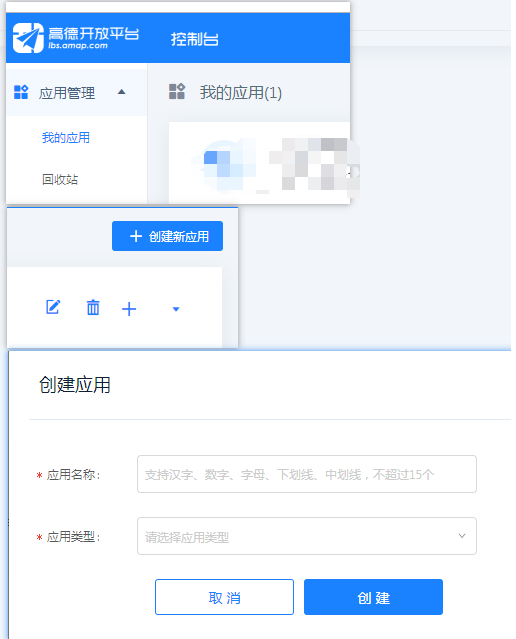 高德开放平台 控制台
lbs.amap.com
应用管理
我的应用(1)
我的应用
回收站
创建新应用
创建应用
* 应用名称:
支持汉字、数字、字母、下划线、中划线，不超过15个
* 应用类型:
请选择应用类型
取 消
创 建